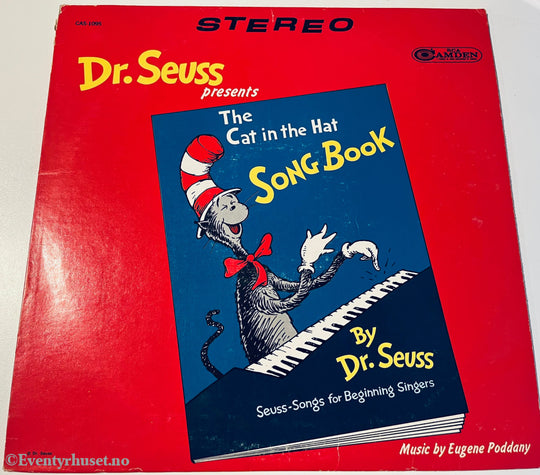 STEREO
CAS 1095
RCA
CAMDEN
Dr. Seuss
presents
The
Cat in the Hat
SONG BOOK
By
Dr. Seuss
Seuss-Songs for Beginning Singers
Music by Eugene Poddany
©Eventyrhuset.no